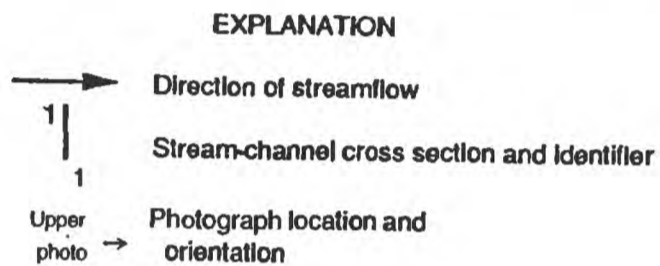 EXPLANATION
Direction of streamflow
1
Stream-channel cross section and identifier
1
Upper photo
Photograph location and
orientation